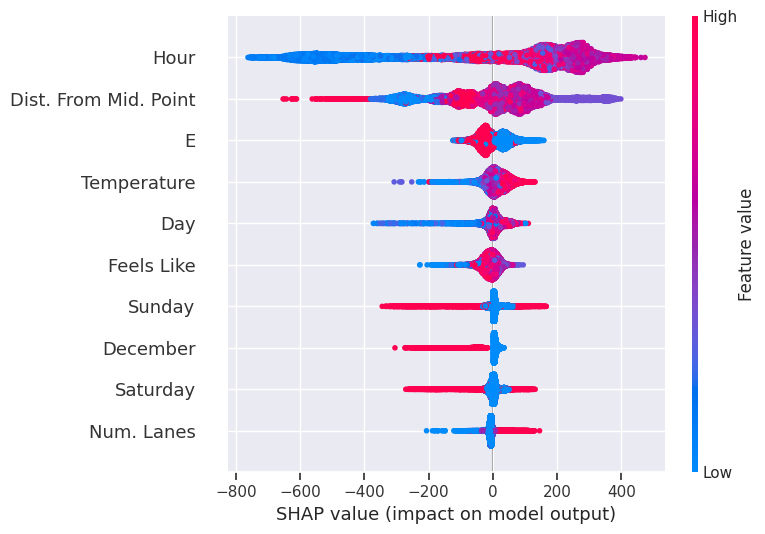 High
Hour
Dist. From Mid. Point
E
Temperature
Day
Feels Like
Sunday
December
Saturday
Num. Lanes
Feature value
Low
−800 −600 −400 −200 0 200 400
SHAP value (impact on model output)